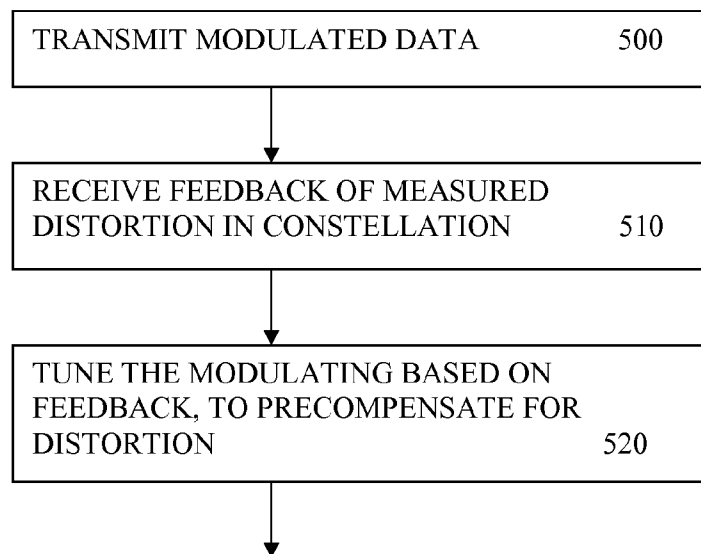 TRANSMIT MODULATED DATA 500
RECEIVE FEEDBACK OF MEASURED
DISTORTION IN CONSTELLATION 510
TUNE THE MODULATING BASED ON
FEEDBACK, TO PRECOMPENSATE FOR
DISTORTION 520